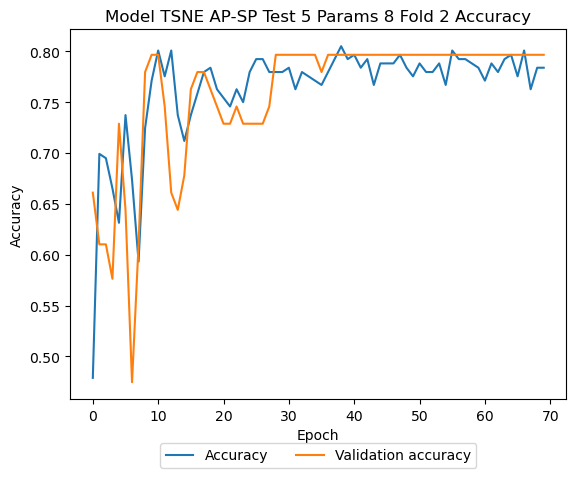 Model TSNE AP-SP Test 5 Params 8 Fold 2 Accuracy
0.80
0.75
0.70
0.65
0.60
0.55
0.50
Accuracy
0 10 20 30 40 50 60 70
Epoch
Accuracy Validation accuracy